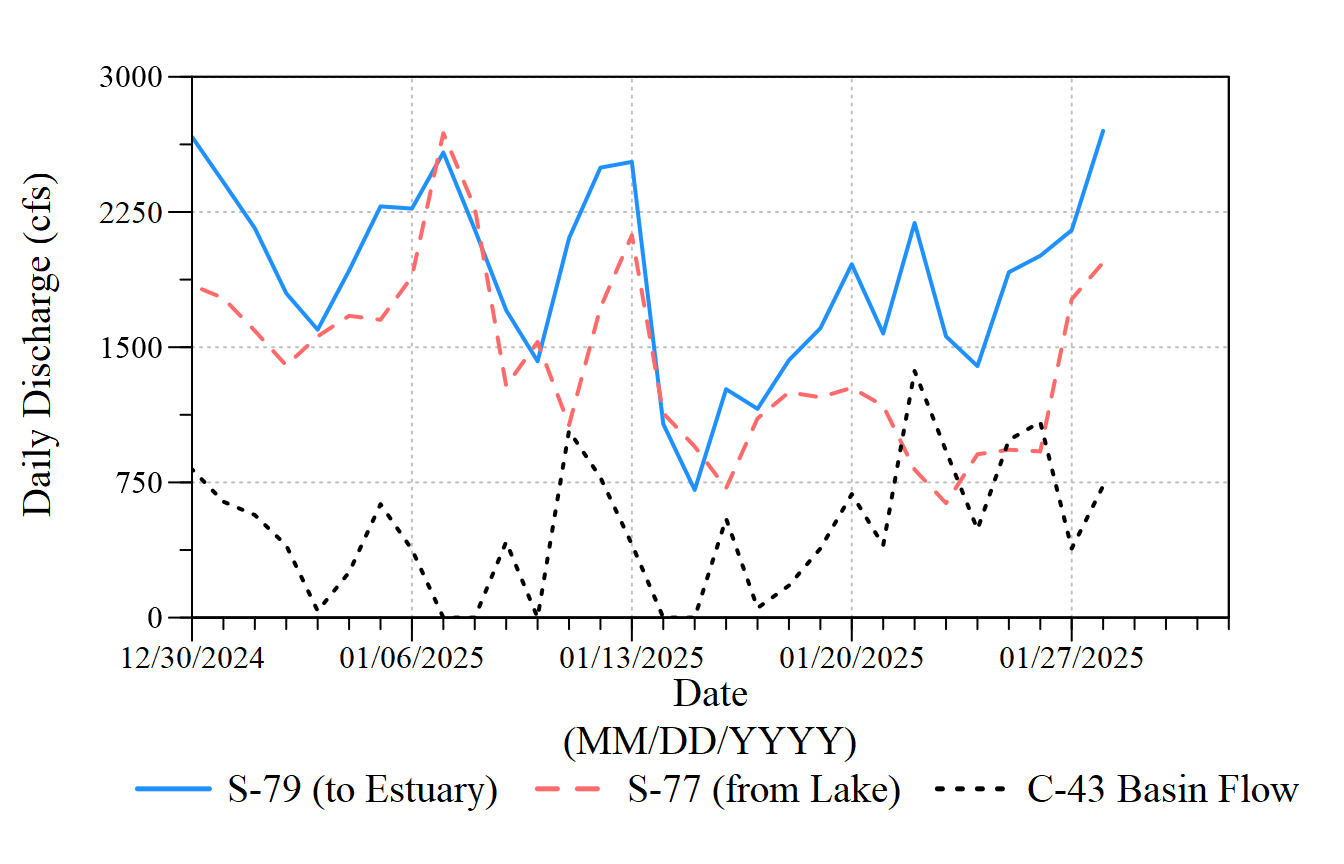 3000
2250
1500
750
0
Daily Discharge (cfs)
12/30/2024 01/06/2025 01/13/2025 01/20/2025 01/27/2025
Date
(MM/DD/YYYY)
S-79 (to Estuary) S-77 (from Lake) C-43 Basin Flow